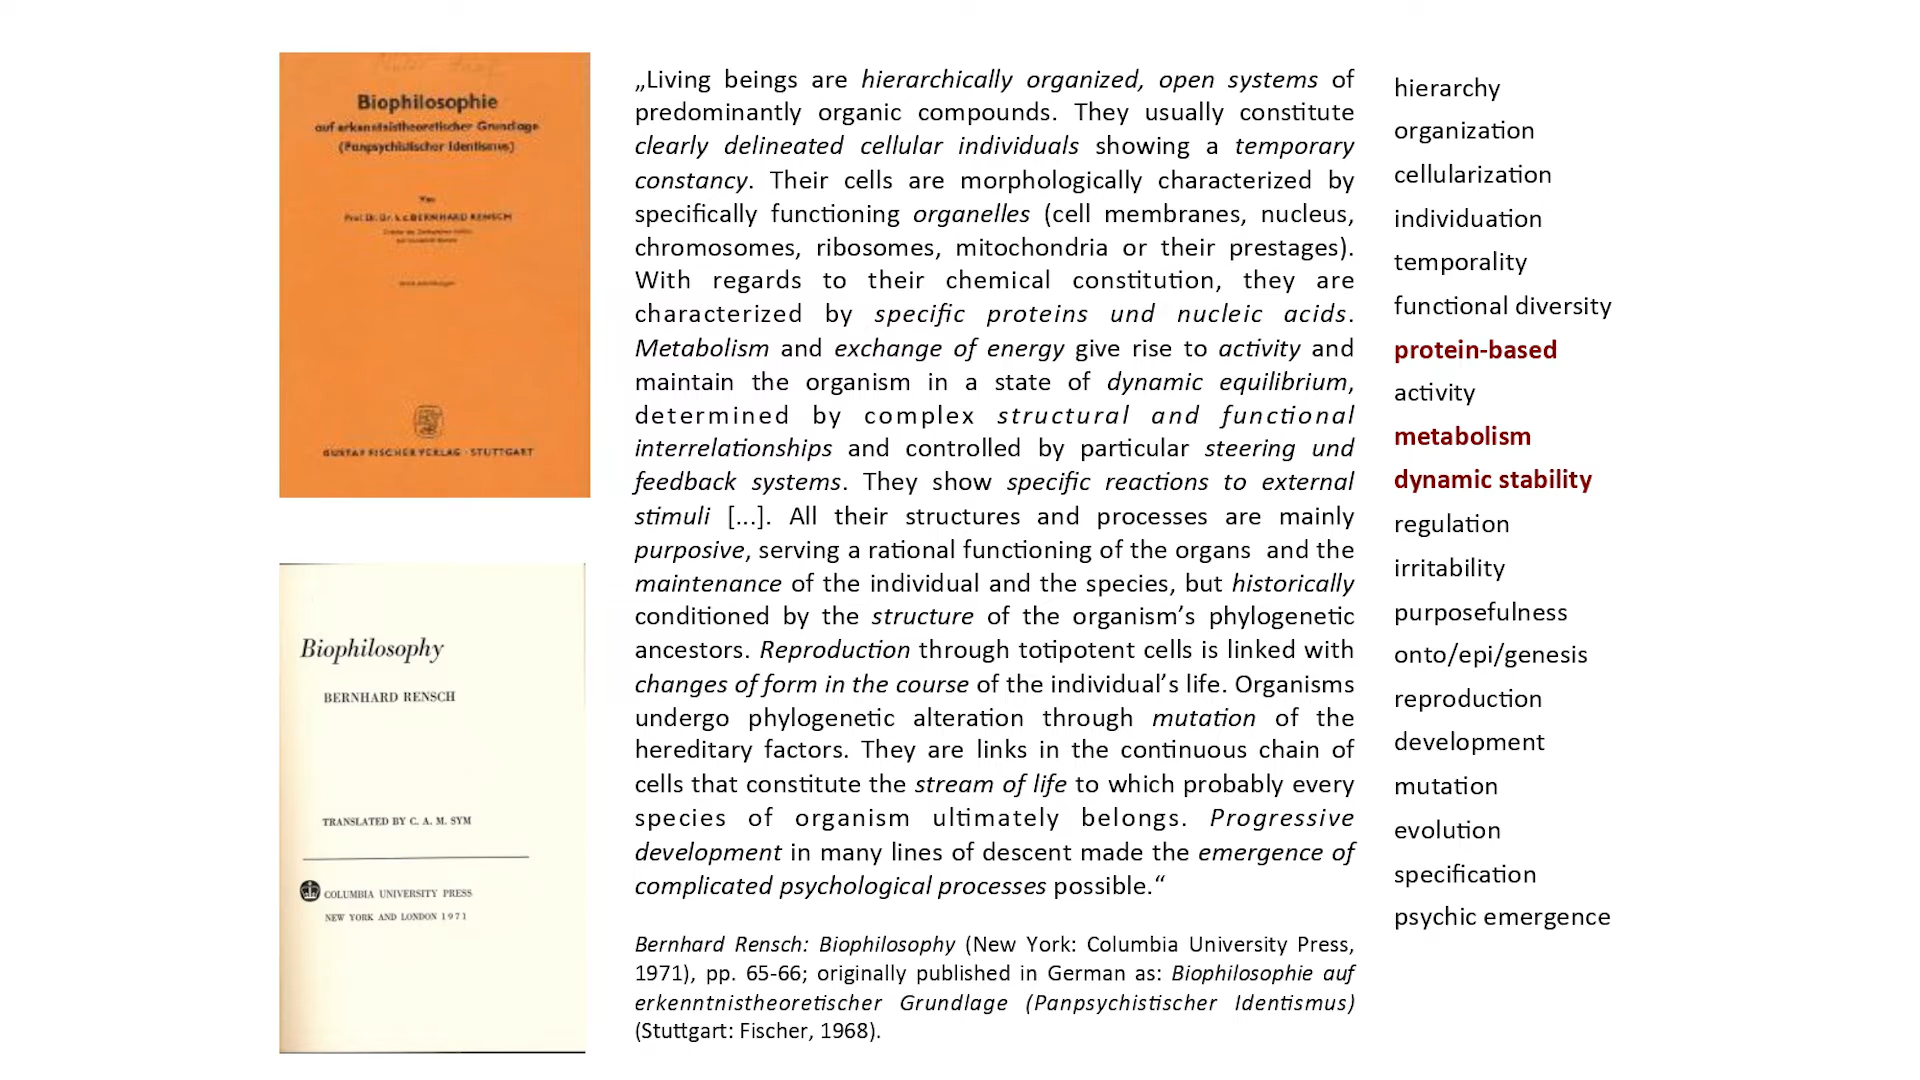 Biophilosophie
auf erkenntnistheoretischer Grundlage
(Panpsychistischer Identismus)
Von
Prof. Dr. Dr. h. c. BERNHARD RENSCH
GUSTAV FISCHER VERLAG · STUTTGART
Biophilosophy
BERNHARD RENSCH
TRANSLATED BY C. A. M. SYM
COLUMBIA UNIVERSITY PRESS
NEW YORK AND LONDON 1971
„Living beings are hierarchically organized, open systems of
predominantly organic compounds. They usually constitute
clearly delineated cellular individuals showing a temporary
constancy. Their cells are morphologically characterized by
specifically functioning organelles (cell membranes, nucleus,
chromosomes, ribosomes, mitochondria or their prestages).
With regards to their chemical constitution, they are
characterized by specific proteins und nucleic acids.
Metabolism and exchange of energy give rise to activity and
maintain the organism in a state of dynamic equilibrium,
determined by complex structural and functional
interrelationships and controlled by particular steering und
feedback systems. They show specific reactions to external
stimuli [...]. All their structures and processes are mainly
purposive, serving a rational functioning of the organs and the
maintenance of the individual and the species, but historically
conditioned by the structure of the organism’s phylogenetic
ancestors. Reproduction through totipotent cells is linked with
changes of form in the course of the individual’s life. Organisms
undergo phylogenetic alteration through mutation of the
hereditary factors. They are links in the continuous chain of
cells that constitute the stream of life to which probably every
species of organism ultimately belongs. Progressive
development in many lines of descent made the emergence of
complicated psychological processes possible.“
Bernhard Rensch: Biophilosophy (New York: Columbia University Press,
1971), pp. 65-66; originally published in German as: Biophilosophie auf
erkenntnistheoretischer Grundlage (Panpsychistischer Identismus)
(Stuttgart: Fischer, 1968).
hierarchy
organization
cellularization
individuation
temporality
functional diversity
protein-based
activity
metabolism
dynamic stability
regulation
irritability
purposefulness
onto/epi/genesis
reproduction
development
mutation
evolution
specification
psychic emergence